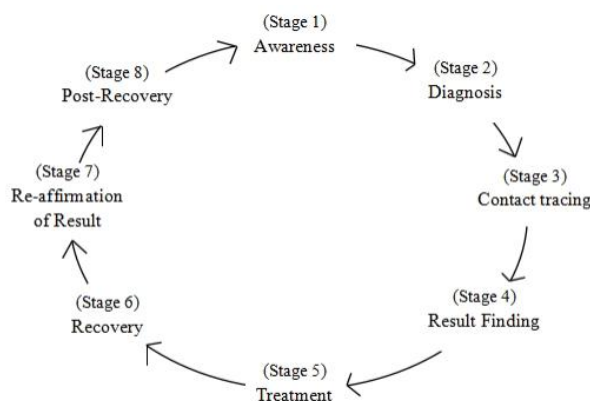 (Stage 1)
Awareness
(Stage 2)
Diagnosis
(Stage 3)
Contact tracing
(Stage 4)
Result Finding
(Stage 5)
Treatment
(Stage 6)
Recovery
(Stage 7)
Re-affirmation
of Result
(Stage 8)
Post-Recovery